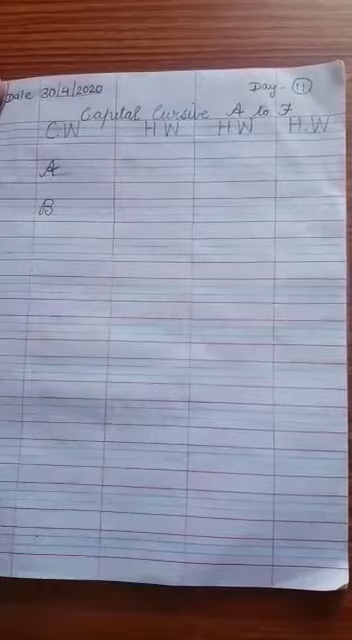 Date 30/4/2020 Day - 11
Capital Cursive A to F
C.W H.W H.W H.W
A
B